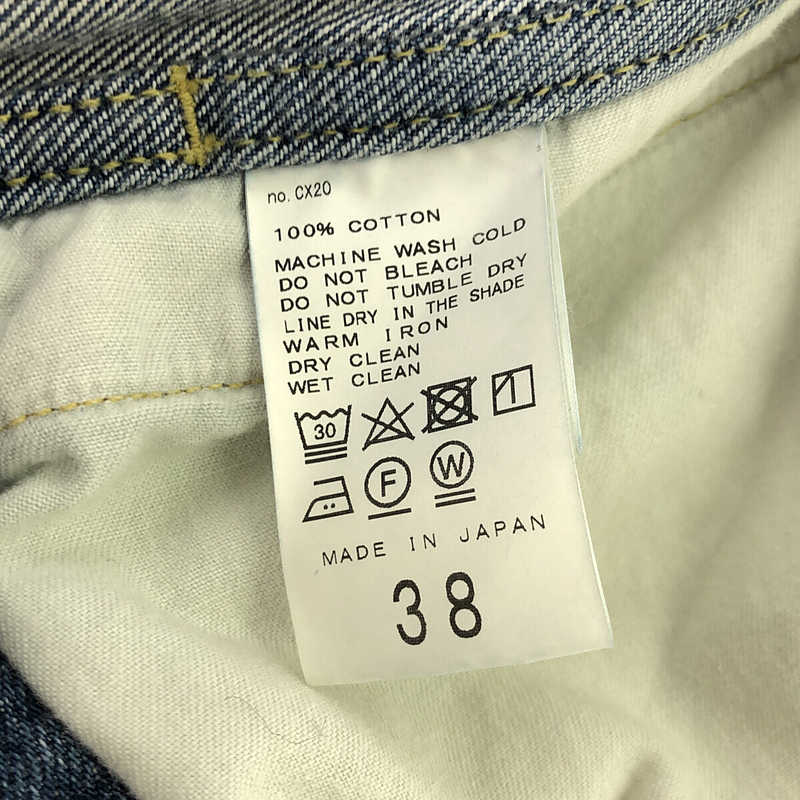 no. CX20
100% COTTON
MACHINE WASH COLD
DO NOT BLEACH
DO NOT TUMBLE DRY
LINE DRY IN THE SHADE
WARM IRON
DRY CLEAN
WET CLEAN
30
F W
MADE IN JAPAN
38